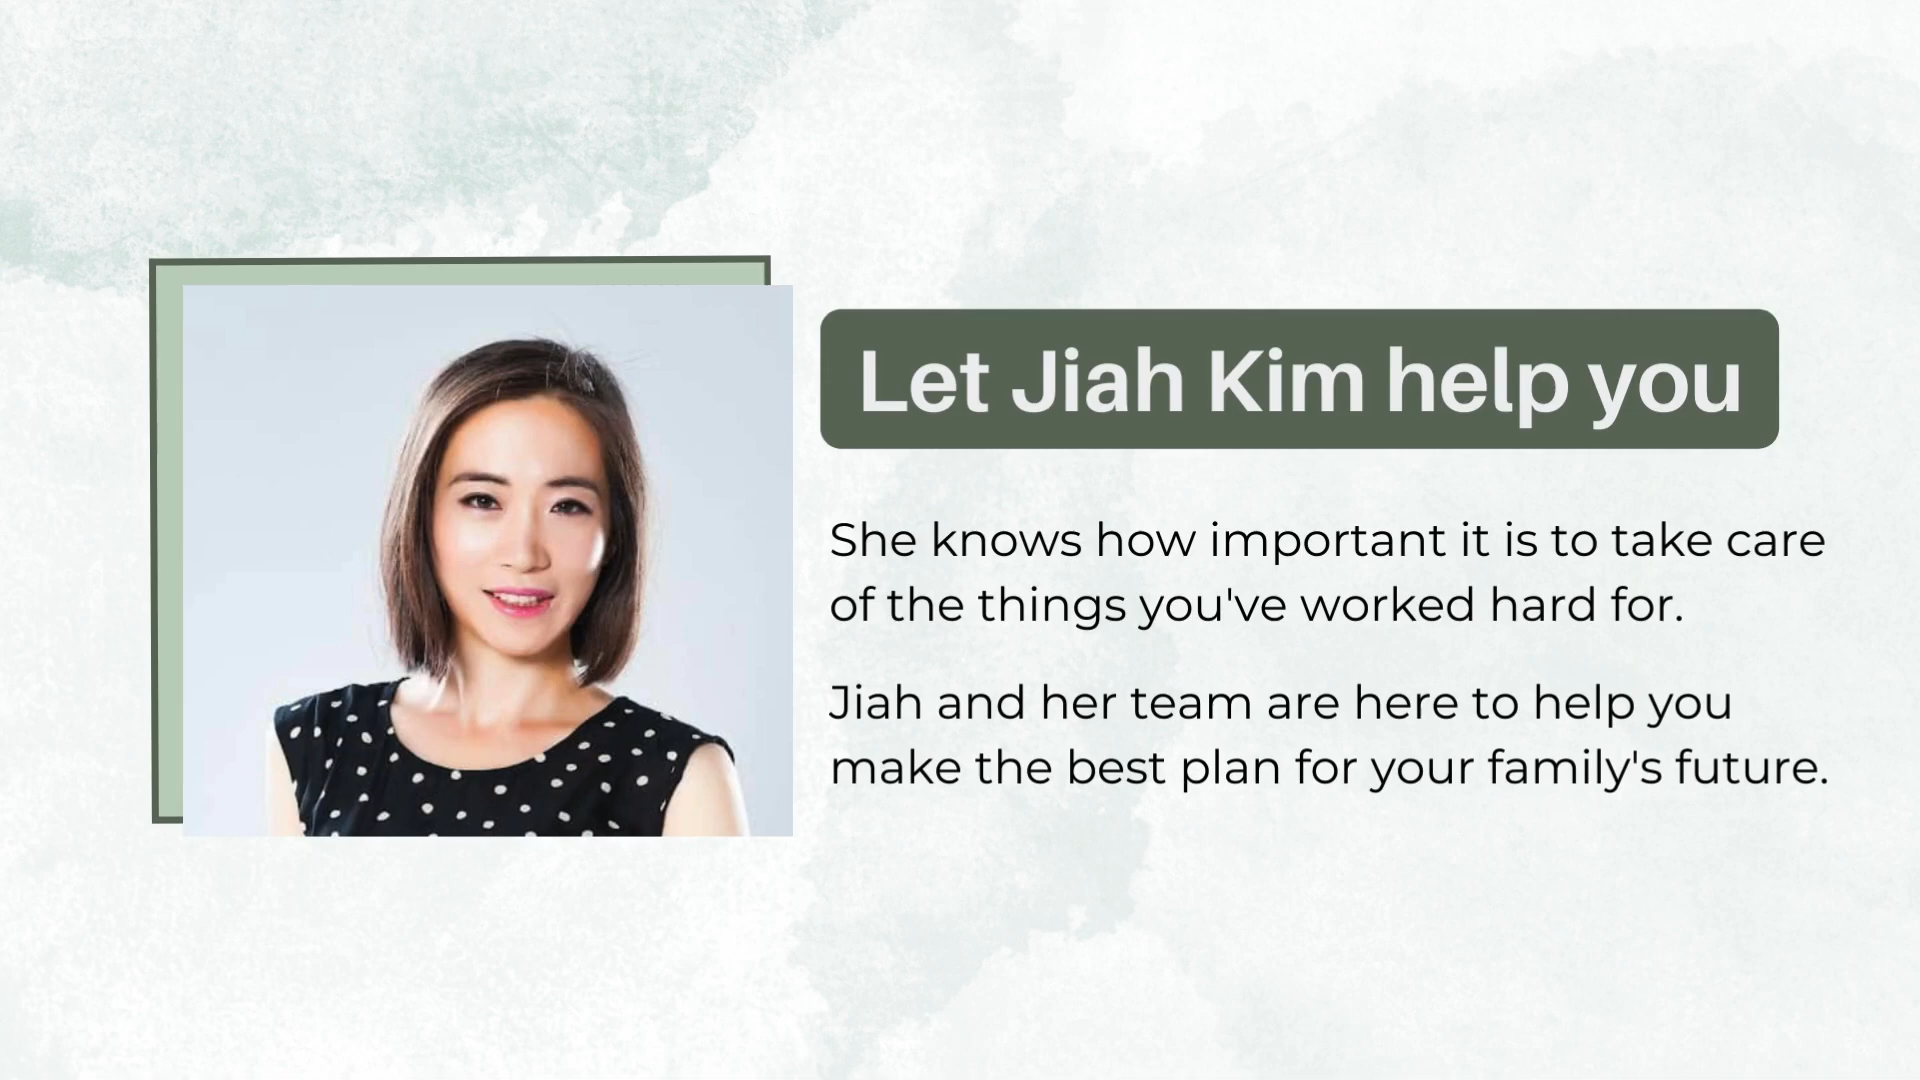 Let Jiah Kim help you
She knows how important it is to take care
of the things you've worked hard for.
Jiah and her team are here to help you
make the best plan for your family's future.